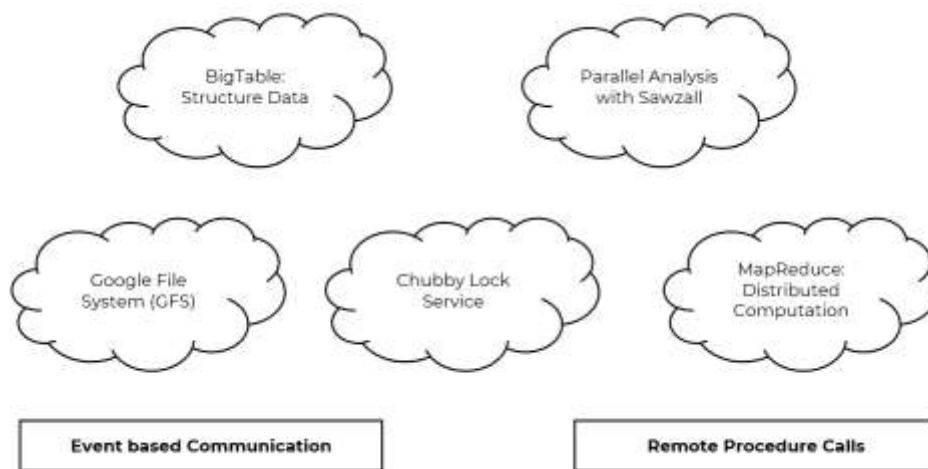 BigTable:
Structure Data
Parallel Analysis
with Sawzall
Google File
System (GFS)
Chubby Lock
Service
MapReduce:
Distributed
Computation
Event based Communication
Remote Procedure Calls